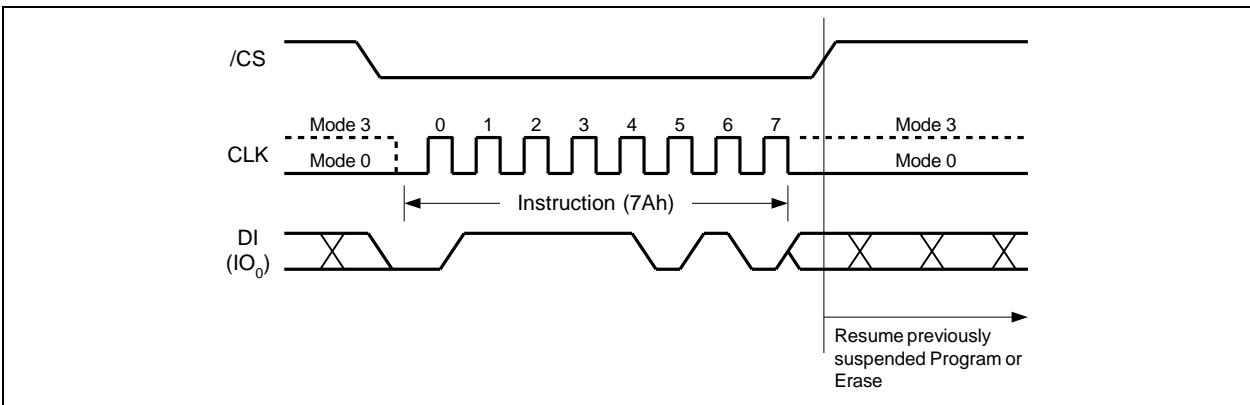 /CS
Mode 3
0 1 2 3 4 5 6 7
Mode 3
CLK
Mode 0
Mode 0
Instruction (7Ah)
DI
(IO₀)
Resume previously
suspended Program or
Erase